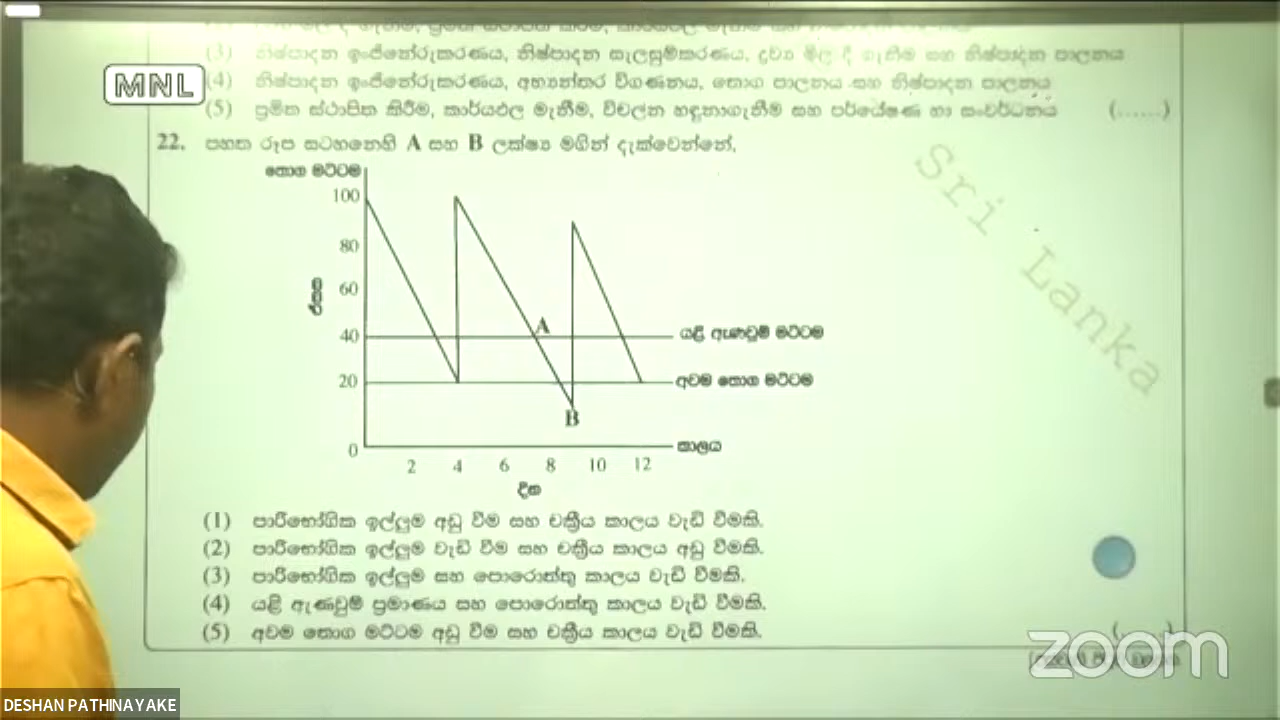 (3) නිෂ්පාදන ඉංජිනේරුකරණය, නිෂ්පාදන සැලසුම්කරණය, ද්‍රව්‍ය මිල දී ගැනීම සහ නිෂ්පාදන පාලනය
MNL
(4) නිෂ්පාදන ඉංජිනේරුකරණය, අභ්‍යන්තර විගණනය, තොග පාලනය සහ නිෂ්පාදන පාලනය
(5) ප්‍රමිත ස්ථාපිත කිරීම, කාර්යඵල මැනීම, විචලන හඳුනාගැනීම සහ පර්යේෂණ හා සංවර්ධනය (......)
22. පහත රූප සටහනෙහි A සහ B ලක්ෂ්‍ය මගින් දැක්වෙන්නේ,
තොග මට්ටම
100
80
60
ඒකක
40
A
යළි ඇණවුම් මට්ටම
20
අවම තොග මට්ටම
B
0
කාලය
2 4 6 8 10 12
දින
(1) පාරිභෝගික ඉල්ලුම අඩු වීම සහ චක්‍රීය කාලය වැඩි වීමකි.
(2) පාරිභෝගික ඉල්ලුම වැඩි වීම සහ චක්‍රීය කාලය අඩු වීමකි.
(3) පාරිභෝගික ඉල්ලුම සහ පොරොත්තු කාලය වැඩි වීමකි.
(4) යළි ඇණවුම් ප්‍රමාණය සහ පොරොත්තු කාලය වැඩි වීමකි.
(5) අවම තොග මට්ටම අඩු වීම සහ චක්‍රීය කාලය වැඩි වීමකි.
Sri Lanka
zoom
DESHAN PATHINAYAKE